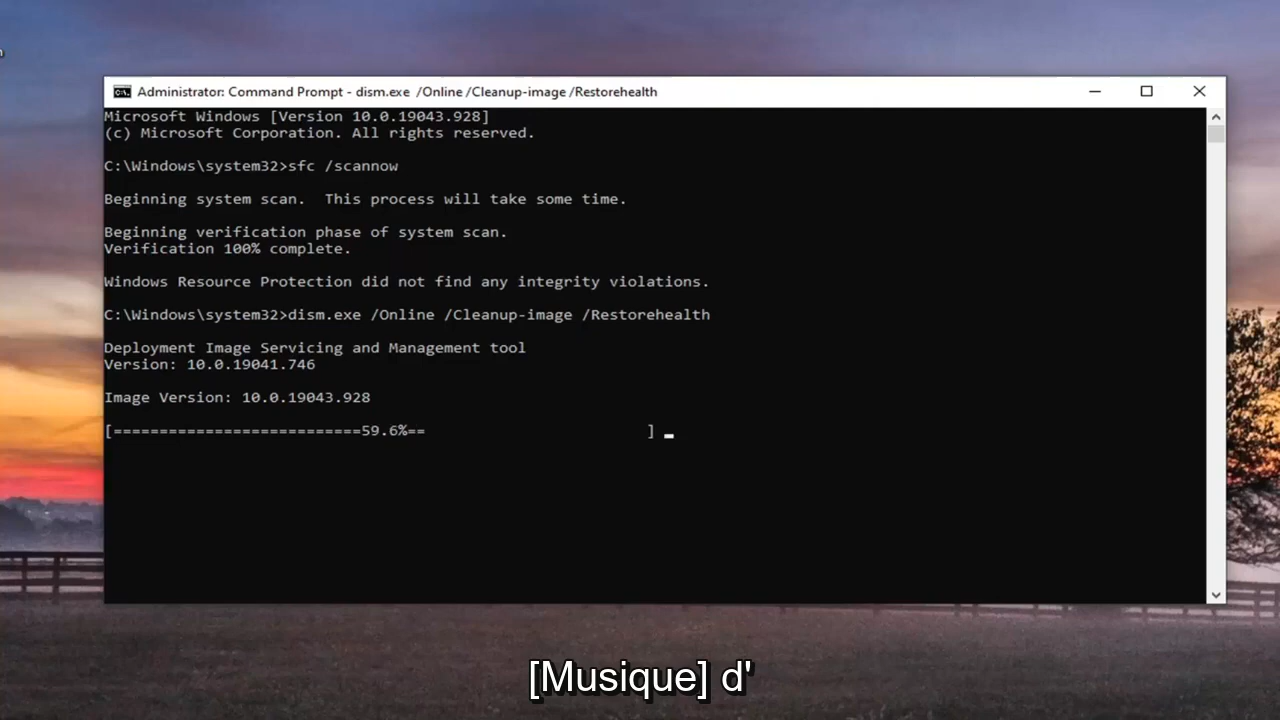 Administrator: Command Prompt - dism.exe /Online /Cleanup-image /Restorehealth
Microsoft Windows [Version 10.0.19043.928]
(c) Microsoft Corporation. All rights reserved.
C:\Windows\system32>sfc /scannow
Beginning system scan.  This process will take some time.
Beginning verification phase of system scan.
Verification 100% complete.
Windows Resource Protection did not find any integrity violations.
C:\Windows\system32>dism.exe /Online /Cleanup-image /Restorehealth
Deployment Image Servicing and Management tool
Version: 10.0.19041.746
Image Version: 10.0.19043.928
[===========================59.6%==                        ]
[Musique] d'